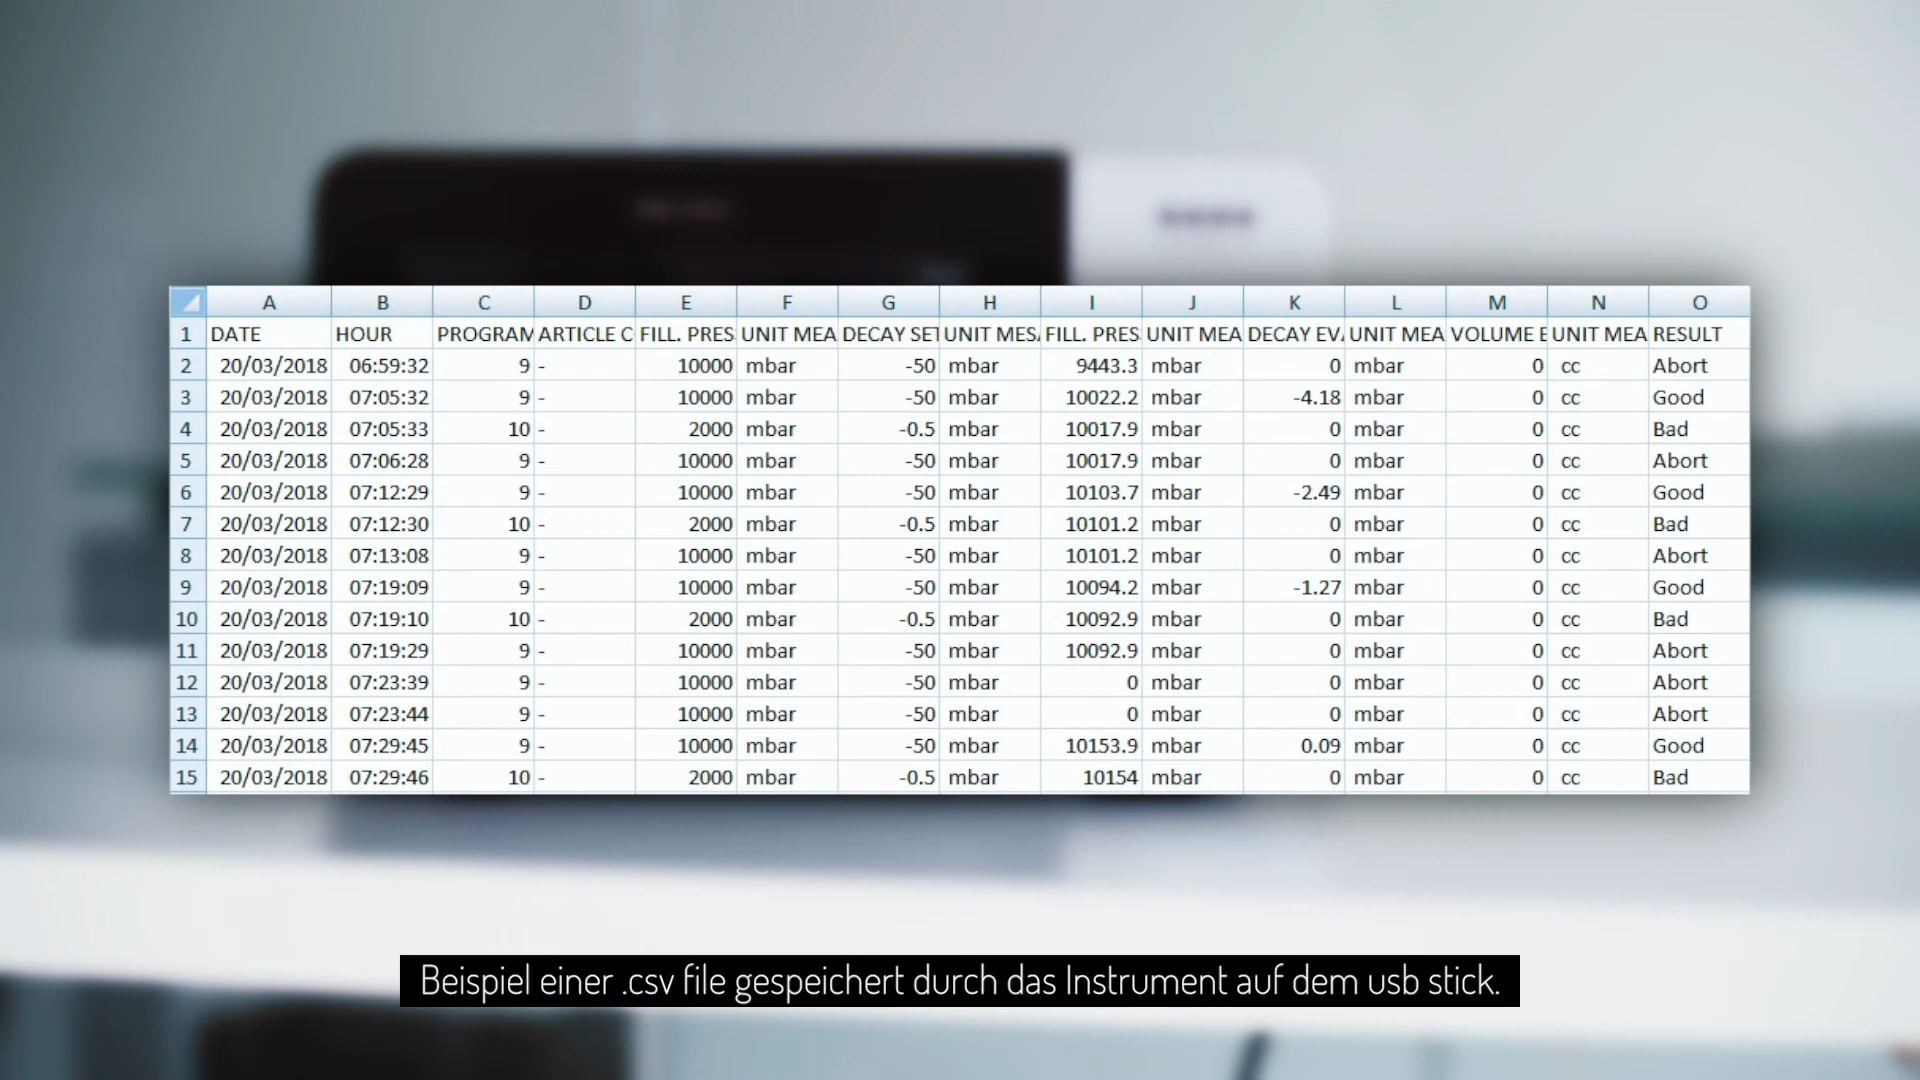 A B C D E F G H I J K L M N O
1 DATE HOUR PROGRAM ARTICLE C FILL. PRES UNIT MEA DECAY SET UNIT MES FILL. PRES UNIT MEA DECAY EV UNIT MEA VOLUME E UNIT MEA RESULT
2 20/03/2018 06:59:32 9 - 10000 mbar -50 mbar 9443.3 mbar 0 mbar 0 cc Abort
3 20/03/2018 07:05:32 9 - 10000 mbar -50 mbar 10022.2 mbar -4.18 mbar 0 cc Good
4 20/03/2018 07:05:33 10 - 2000 mbar -0.5 mbar 10017.9 mbar 0 mbar 0 cc Bad
5 20/03/2018 07:06:28 9 - 10000 mbar -50 mbar 10017.9 mbar 0 mbar 0 cc Abort
6 20/03/2018 07:12:29 9 - 10000 mbar -50 mbar 10103.7 mbar -2.49 mbar 0 cc Good
7 20/03/2018 07:12:30 10 - 2000 mbar -0.5 mbar 10101.2 mbar 0 mbar 0 cc Bad
8 20/03/2018 07:13:08 9 - 10000 mbar -50 mbar 10101.2 mbar 0 mbar 0 cc Abort
9 20/03/2018 07:19:09 9 - 10000 mbar -50 mbar 10094.2 mbar -1.27 mbar 0 cc Good
10 20/03/2018 07:19:10 10 - 2000 mbar -0.5 mbar 10092.9 mbar 0 mbar 0 cc Bad
11 20/03/2018 07:19:29 9 - 10000 mbar -50 mbar 10092.9 mbar 0 mbar 0 cc Abort
12 20/03/2018 07:23:39 9 - 10000 mbar -50 mbar 0 mbar 0 mbar 0 cc Abort
13 20/03/2018 07:23:44 9 - 10000 mbar -50 mbar 0 mbar 0 mbar 0 cc Abort
14 20/03/2018 07:29:45 9 - 10000 mbar -50 mbar 10153.9 mbar 0.09 mbar 0 cc Good
15 20/03/2018 07:29:46 10 - 2000 mbar -0.5 mbar 10154 mbar 0 mbar 0 cc Bad
Beispiel einer .csv file gespeichert durch das Instrument auf dem usb stick.